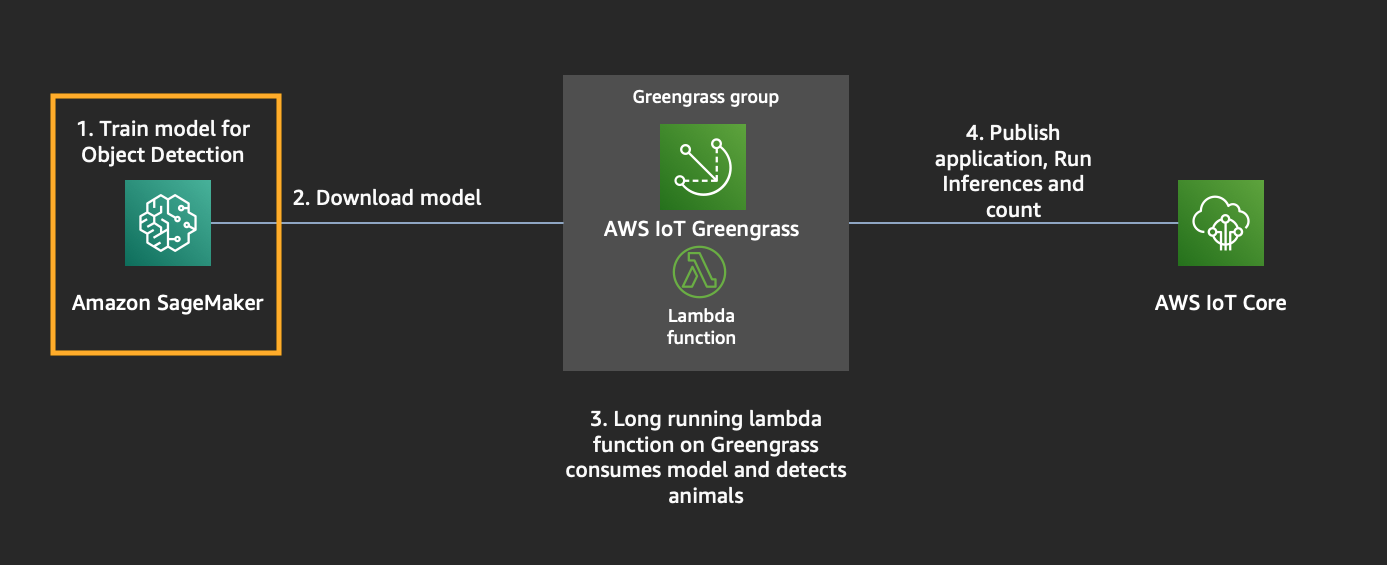 1. Train model for
Object Detection
Amazon SageMaker
2. Download model
Greengrass group
AWS IoT Greengrass
Lambda
function
3. Long running lambda
function on Greengrass
consumes model and detects
animals
4. Publish
application, Run
Inferences and
count
AWS IoT Core